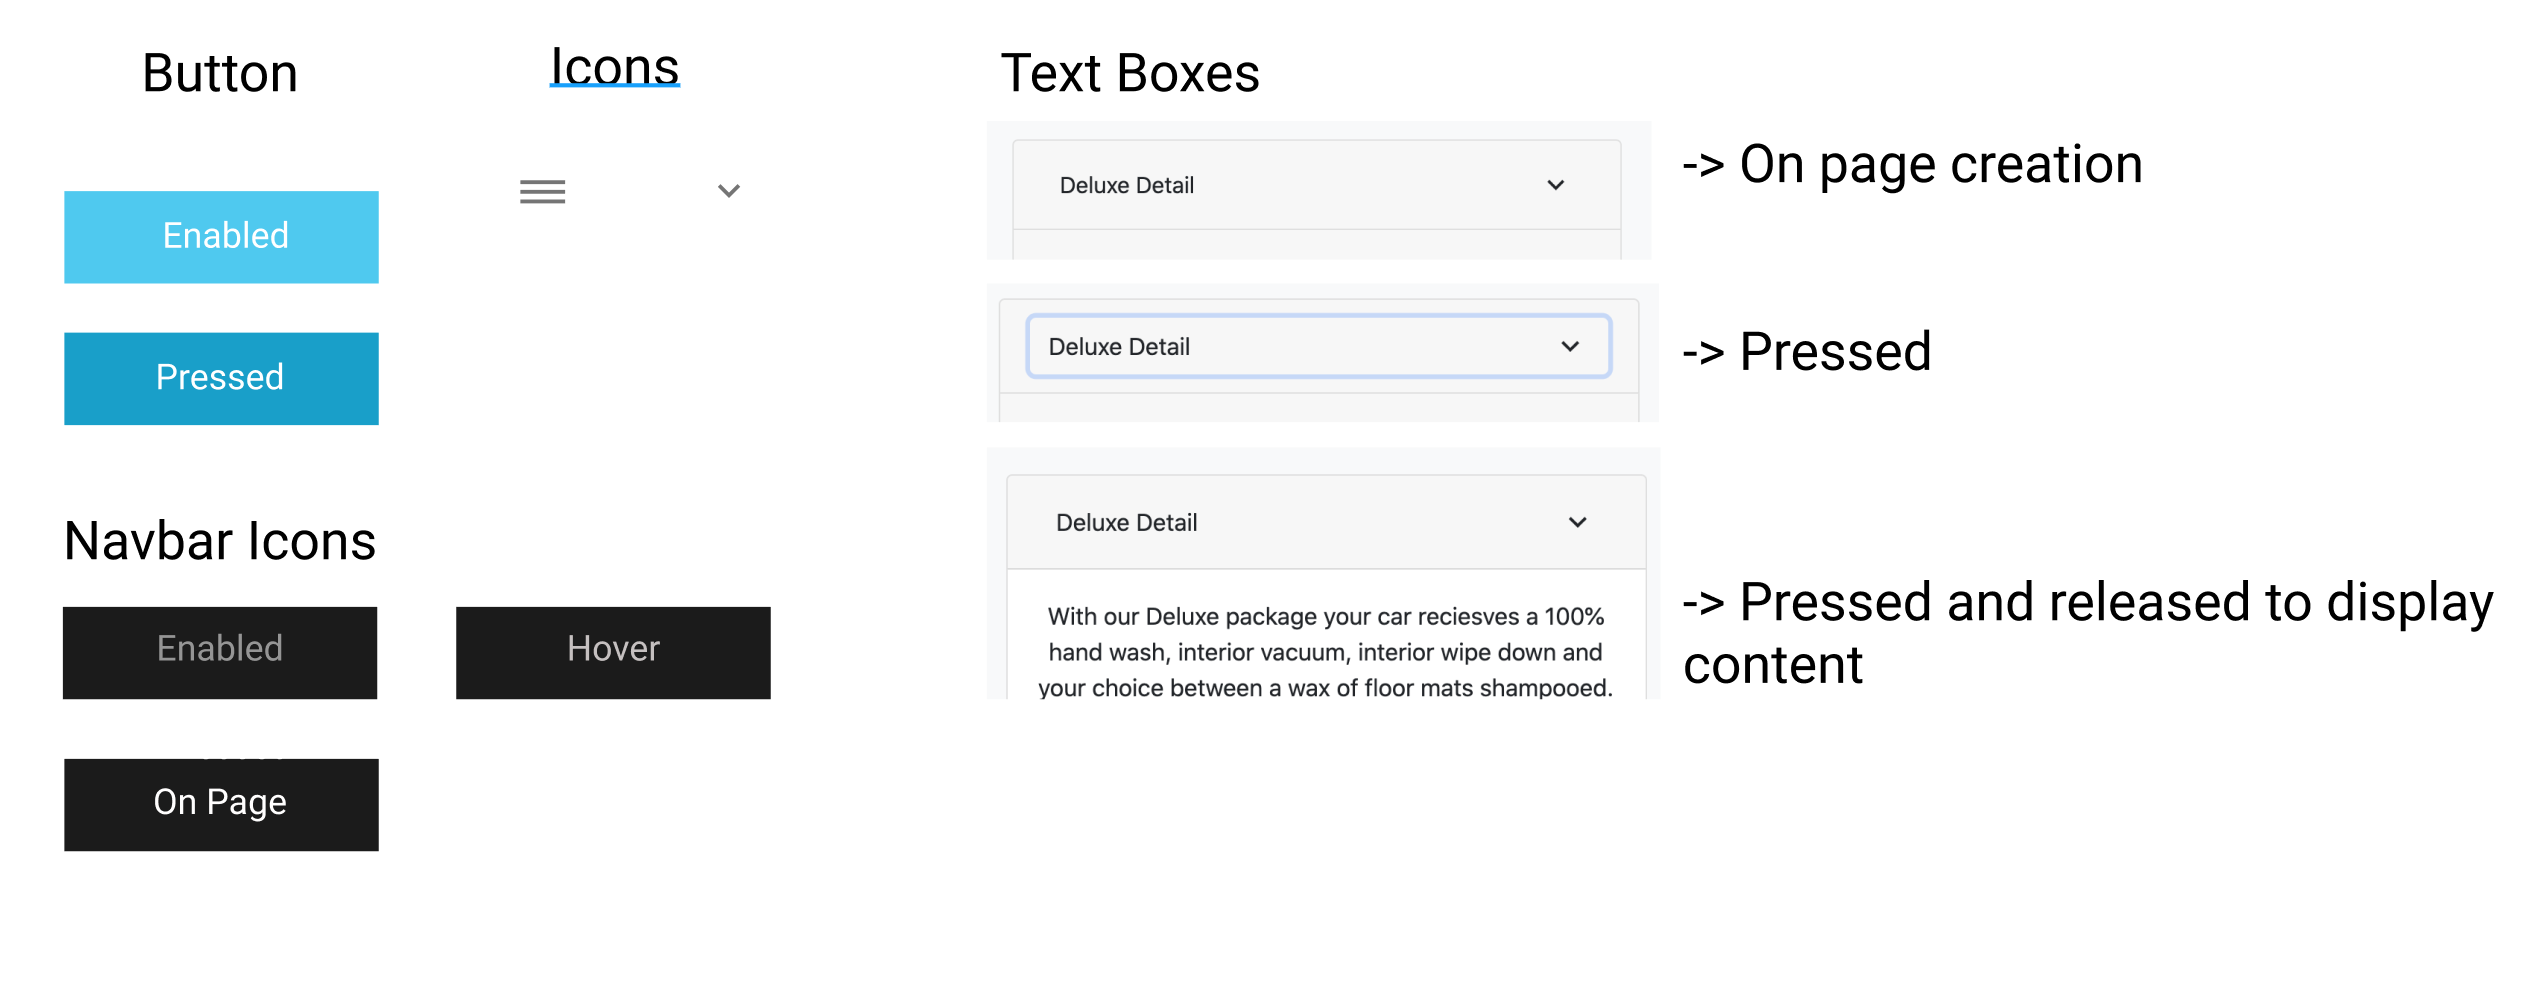 Button
Enabled
Pressed
Icons
Text Boxes
Deluxe Detail
-> On page creation
Deluxe Detail
-> Pressed
Deluxe Detail
With our Deluxe package your car reciesves a 100%
hand wash, interior vacuum, interior wipe down and
your choice between a wax of floor mats shampooed.
-> Pressed and released to display
content
Navbar Icons
Enabled
Hover
On Page